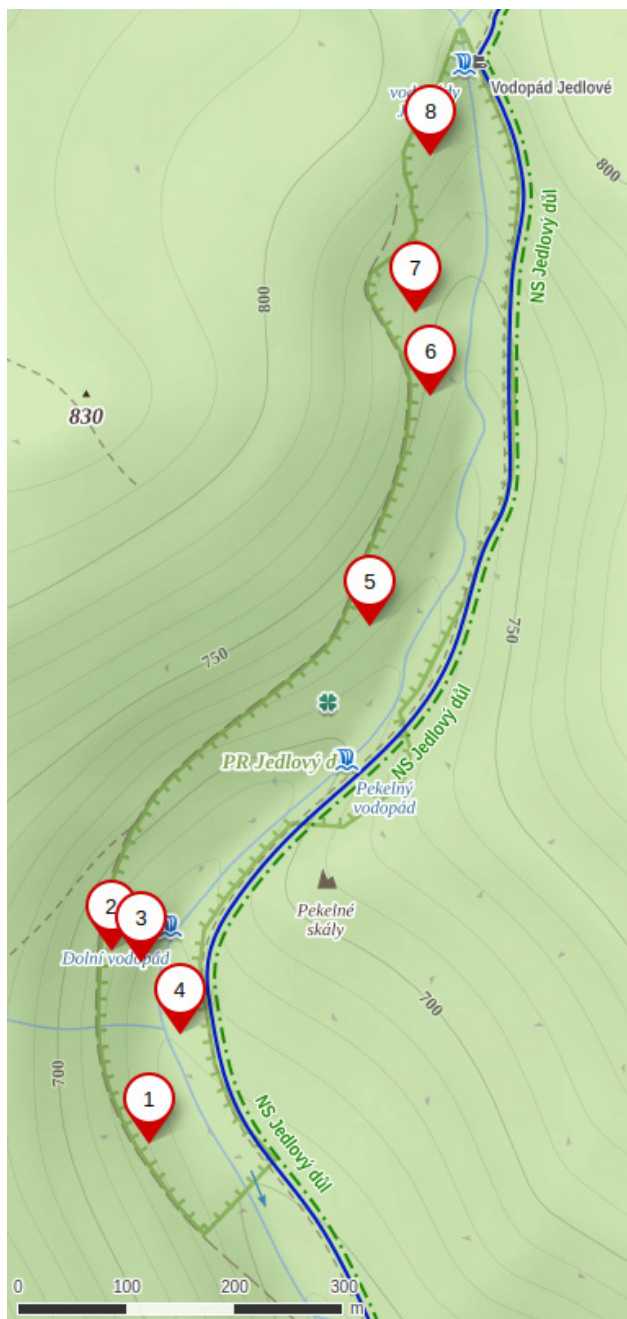 Vodopád Jedlové
8
800
NS Jedlový důl
7
800
6
830
5
750
750
NS Jedlový důl
PR Jedlový d
Pekelný
vodopád
Pekelné
skály
2
3
Dolní vodopád
4
700
700
1
NS Jedlový důl
0 100 200 300
m